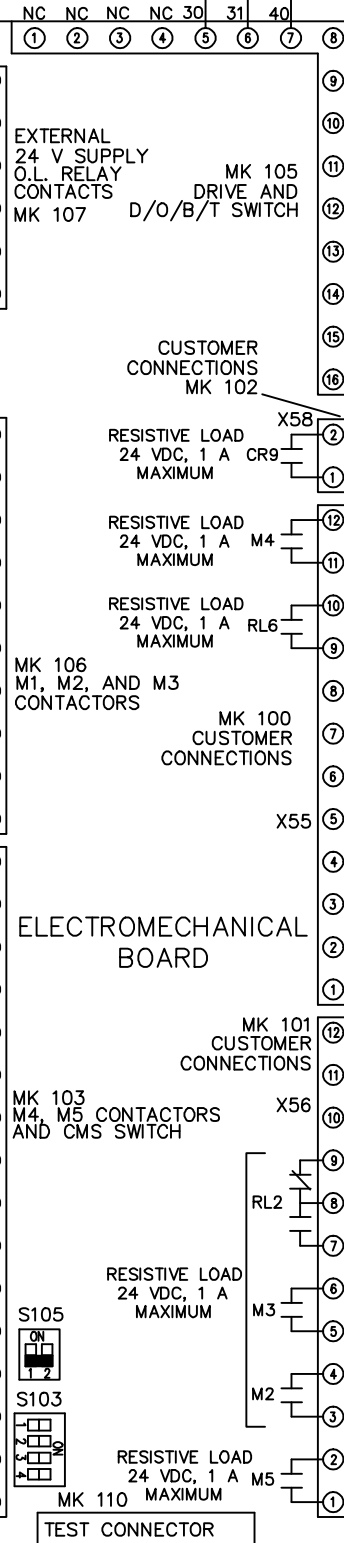 NC NC NC NC 30 31 40
1 2 3 4 5 6 7 8
9
10
11
12
13
14
15
16
EXTERNAL
24 V SUPPLY
O.L. RELAY
CONTACTS
MK 107
MK 105
DRIVE AND
D/O/B/T SWITCH
CUSTOMER
CONNECTIONS
MK 102
X58
RESISTIVE LOAD
24 VDC, 1 A
MAXIMUM
CR9
2
1
RESISTIVE LOAD
24 VDC, 1 A
MAXIMUM
M4
12
11
RESISTIVE LOAD
24 VDC, 1 A
MAXIMUM
RL6
10
9
MK 106
M1, M2, AND M3
CONTACTORS
8
MK 100
CUSTOMER
CONNECTIONS
7
6
X55
5
4
3
2
1
ELECTROMECHANICAL
BOARD
MK 101
CUSTOMER
CONNECTIONS
12
11
X56
10
MK 103
M4, M5 CONTACTORS
AND CMS SWITCH
9
RL2
8
7
RESISTIVE LOAD
24 VDC, 1 A
MAXIMUM
6
M3
5
4
M2
3
S105
ON
1 2
S103
1
2
3
4
ON
RESISTIVE LOAD
24 VDC, 1 A
MAXIMUM
M5
2
1
MK 110
TEST CONNECTOR